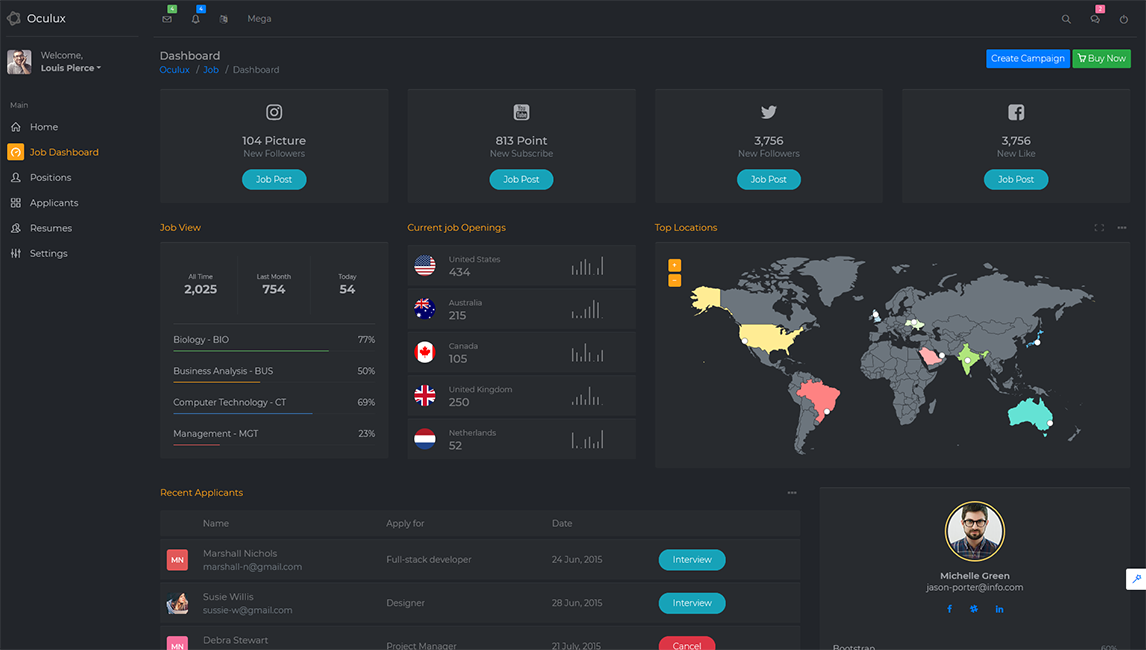 Oculux
4
4
Mega
2
Welcome,
Louis Pierce
Main
Home
Job Dashboard
Positions
Applicants
Resumes
Settings
Dashboard
Oculux / Job / Dashboard
Create Campaign
Buy Now
104 Picture
New Followers
Job Post
You
Tube
813 Point
New Subscribe
Job Post
3,756
New Followers
Job Post
3,756
New Like
Job Post
Job View
All Time
2,025
Last Month
754
Today
54
Biology - BIO 77%
Business Analysis - BUS 50%
Computer Technology - CT 69%
Management - MGT 23%
Current job Openings
United States
434
Australia
215
Canada
105
United Kingdom
250
Netherlands
52
Top Locations
+
−
Recent Applicants
Name Apply for Date
MN
Marshall Nichols
marshall-n@gmail.com
Full-stack developer
24 Jun, 2015
Interview
Susie Willis
sussie-w@gmail.com
Designer
28 Jun, 2015
Interview
MN
Debra Stewart
Project Manager
21 July, 2015
Cancel
Michelle Green
jason-porter@info.com
Bootstrap 60%